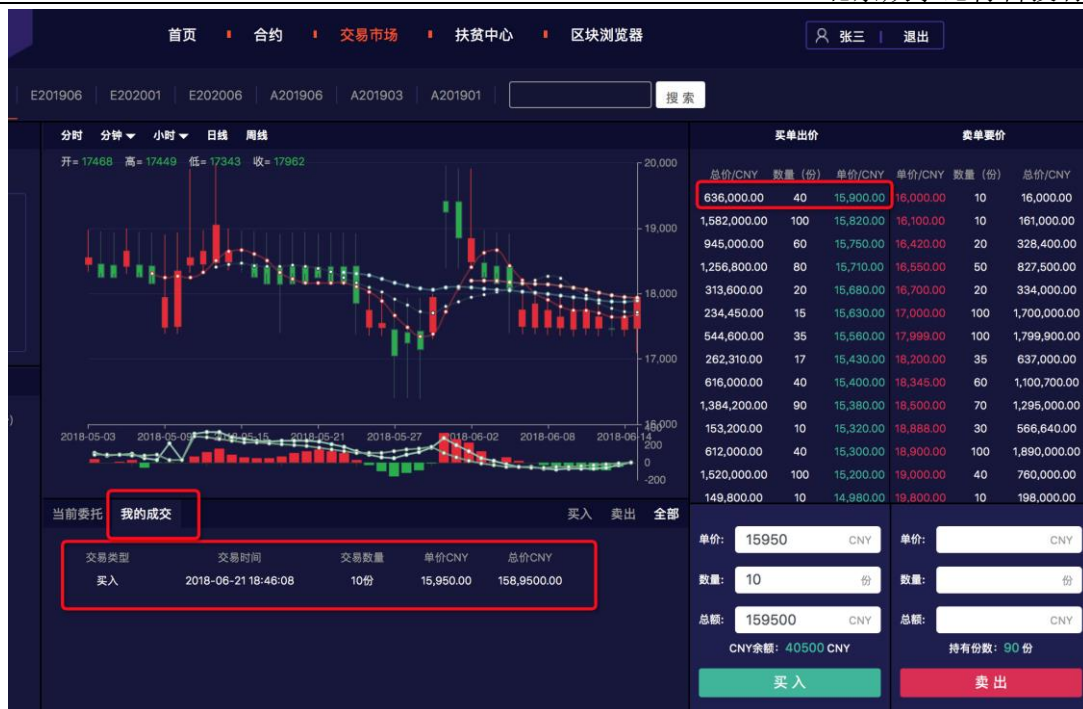 首页 合约 交易市场 扶贫中心 区块浏览器 张三 退出
E201906 E202001 E202006 A201906 A201903 A201901 搜索
分时 分钟 小时 日线 周线
开= 17468 高= 17449 低= 17343 收= 17962
20,000
19,000
18,000
17,000
2018-05-03 2018-05-09 2018-05-15 2018-05-21 2018-05-27 2018-06-02 2018-06-08 2018-06-14
200
0
-200
买单出价 卖单要价
总价/CNY 数量(份) 单价/CNY 单价/CNY 数量(份) 总价/CNY
636,000.00 40 15,900.00 16,000.00 10 16,000.00
1,582,000.00 100 15,820.00 16,100.00 10 161,000.00
945,000.00 60 15,750.00 16,420.00 20 328,400.00
1,256,800.00 80 15,710.00 16,550.00 50 827,500.00
313,600.00 20 15,680.00 16,700.00 20 334,000.00
234,450.00 15 15,630.00 17,000.00 100 1,700,000.00
544,600.00 35 15,560.00 17,999.00 100 1,799,900.00
262,310.00 17 15,430.00 18,200.00 35 637,000.00
616,000.00 40 15,400.00 18,345.00 60 1,100,700.00
1,384,200.00 90 15,380.00 18,500.00 70 1,295,000.00
153,200.00 10 15,320.00 18,888.00 30 566,640.00
612,000.00 40 15,300.00 18,900.00 100 1,890,000.00
1,520,000.00 100 15,200.00 19,000.00 40 760,000.00
149,800.00 10 14,980.00 19,800.00 10 198,000.00
当前委托 我的成交 买入 卖出 全部
交易类型 交易时间 交易数量 单价CNY 总价CNY
买入 2018-06-21 18:46:08 10份 15,950.00 158,9500.00
单价: 15950 CNY 单价: CNY
数量: 10 份 数量: 份
总额: 159500 CNY 总额: CNY
CNY余额: 40500 CNY 持有份数: 90 份
买入 卖出